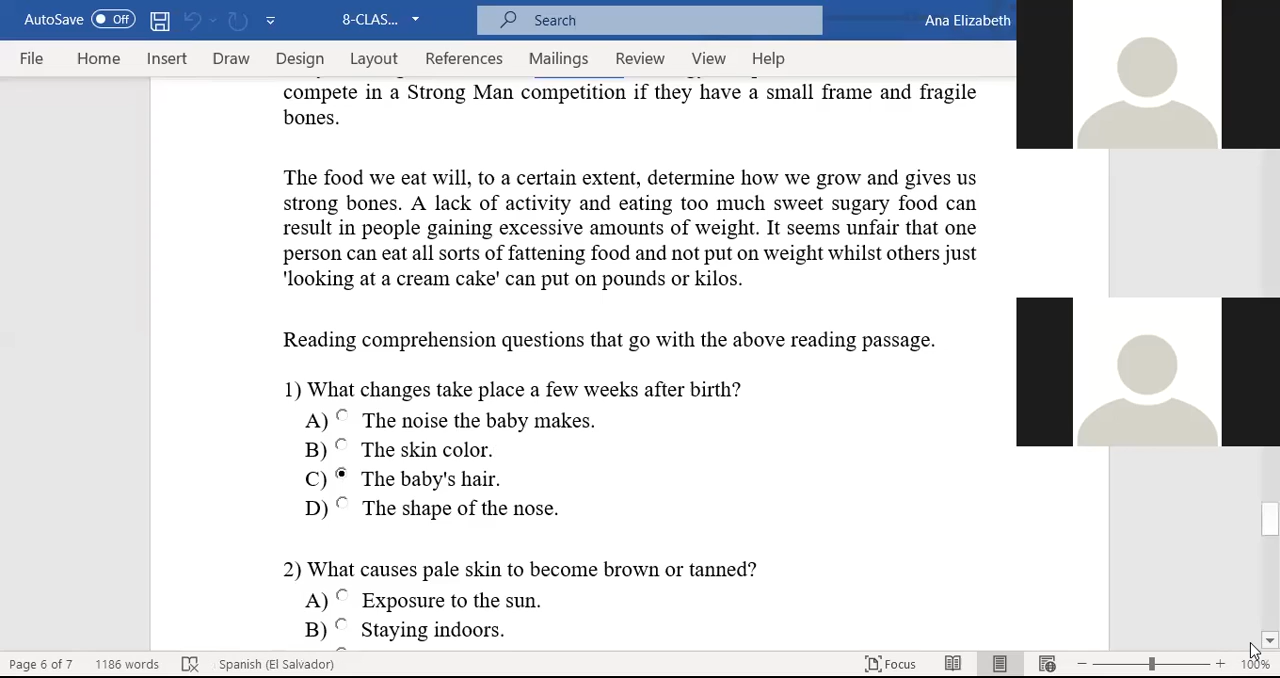 AutoSave Off 8-CLAS... Search Ana Elizabeth
File Home Insert Draw Design Layout References Mailings Review View Help
compete in a Strong Man competition if they have a small frame and fragile
bones.
The food we eat will, to a certain extent, determine how we grow and gives us
strong bones. A lack of activity and eating too much sweet sugary food can
result in people gaining excessive amounts of weight. It seems unfair that one
person can eat all sorts of fattening food and not put on weight whilst others just
'looking at a cream cake' can put on pounds or kilos.
Reading comprehension questions that go with the above reading passage.
1) What changes take place a few weeks after birth?
A) The noise the baby makes.
B) The skin color.
C) The baby's hair.
D) The shape of the nose.
2) What causes pale skin to become brown or tanned?
A) Exposure to the sun.
B) Staying indoors.
Page 6 of 7 1186 words Spanish (El Salvador) Focus 100%